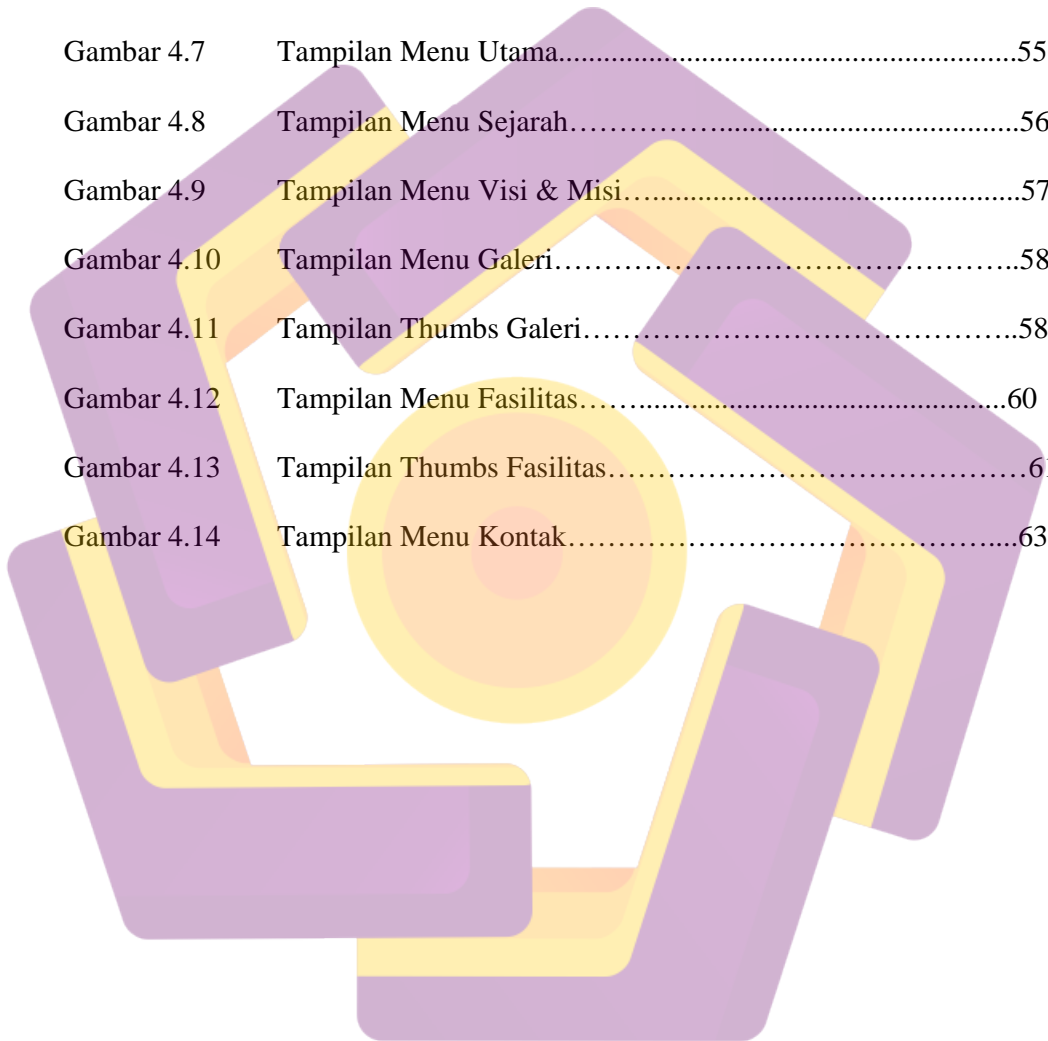 Gambar 4.7 Tampilan Menu Utama..............................................................55
Gambar 4.8 Tampilan Menu Sejarah…………….........................................56
Gambar 4.9 Tampilan Menu Visi & Misi…..................................................57
Gambar 4.10 Tampilan Menu Galeri……………………………………………..58
Gambar 4.11 Tampilan Thumbs Galeri…………………………………………..58
Gambar 4.12 Tampilan Menu Fasilitas……..................................................60
Gambar 4.13 Tampilan Thumbs Fasilitas……………………………………….61
Gambar 4.14 Tampilan Menu Kontak………………………………………....63